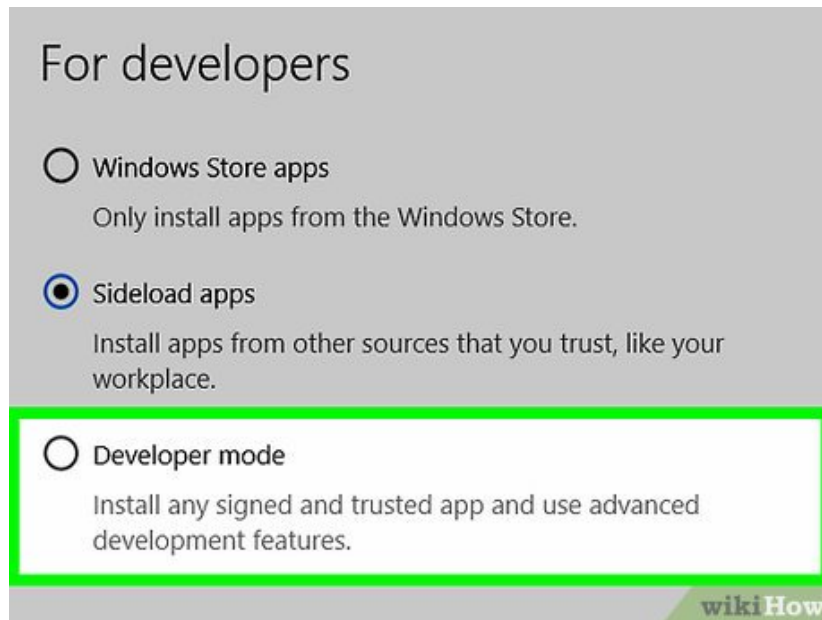 For developers
Windows Store apps
Only install apps from the Windows Store.
Sideload apps
Install apps from other sources that you trust, like your
workplace.
Developer mode
Install any signed and trusted app and use advanced
development features.
wikiHow